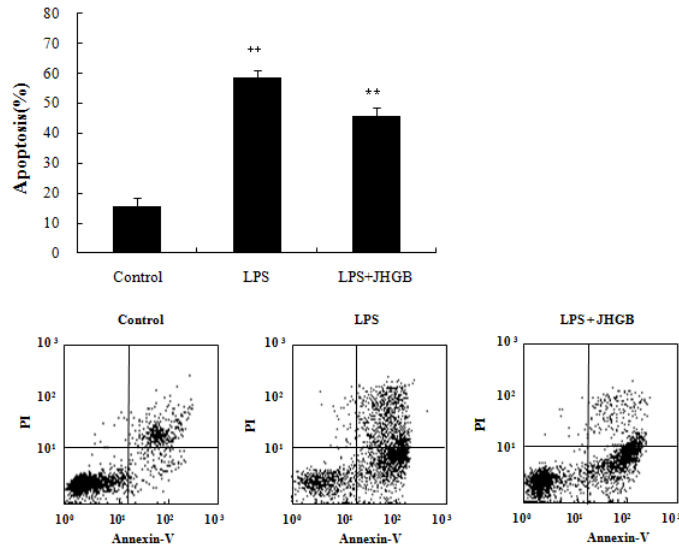 80
70
60
50
40
30
20
10
0
Apoptosis(%)
++
**
Control LPS LPS+JHGB
Control LPS LPS + JHGB
10³ 10³ 10³
10² 10² 10²
PI PI PI
10¹ 10¹ 10¹
10⁰ 10¹ 10² 10³ 10⁰ 10¹ 10² 10³ 10⁰ 10¹ 10² 10³
Annexin-V Annexin-V Annexin-V